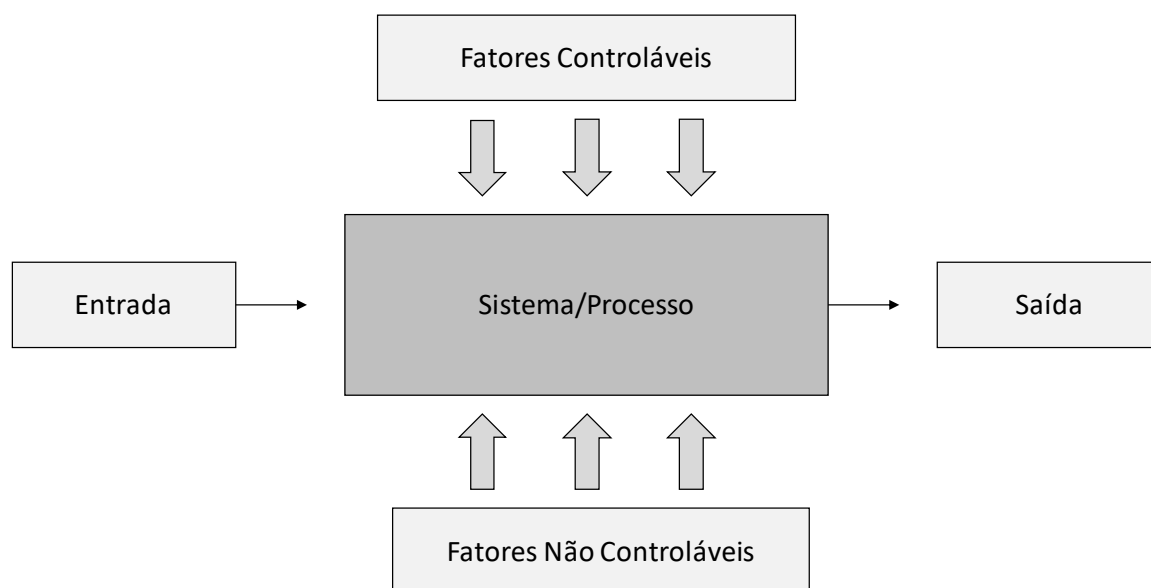 Fatores Controláveis
Entrada
Sistema/Processo
Saída
Fatores Não Controláveis